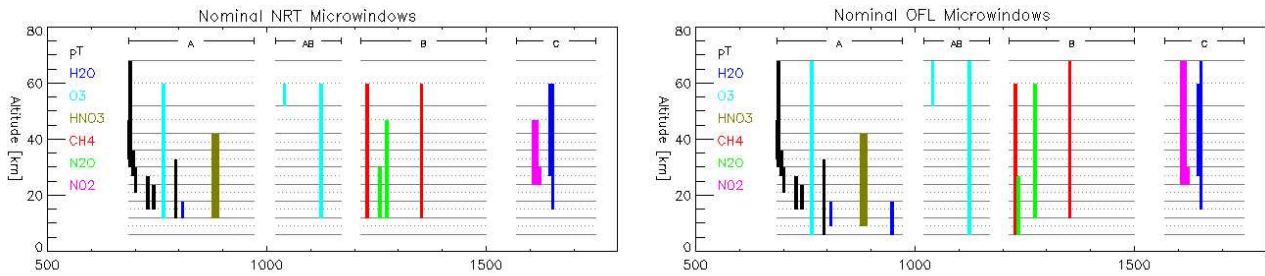 Nominal NRT Microwindows
80
A
AB
B
C
pT
H2O
O3
HNO3
CH4
N2O
NO2
60
40
20
0
Altitude [km]
500
1000
1500
Nominal OFL Microwindows
80
A
AB
B
C
pT
H2O
O3
HNO3
CH4
N2O
NO2
60
40
20
0
Altitude [km]
500
1000
1500